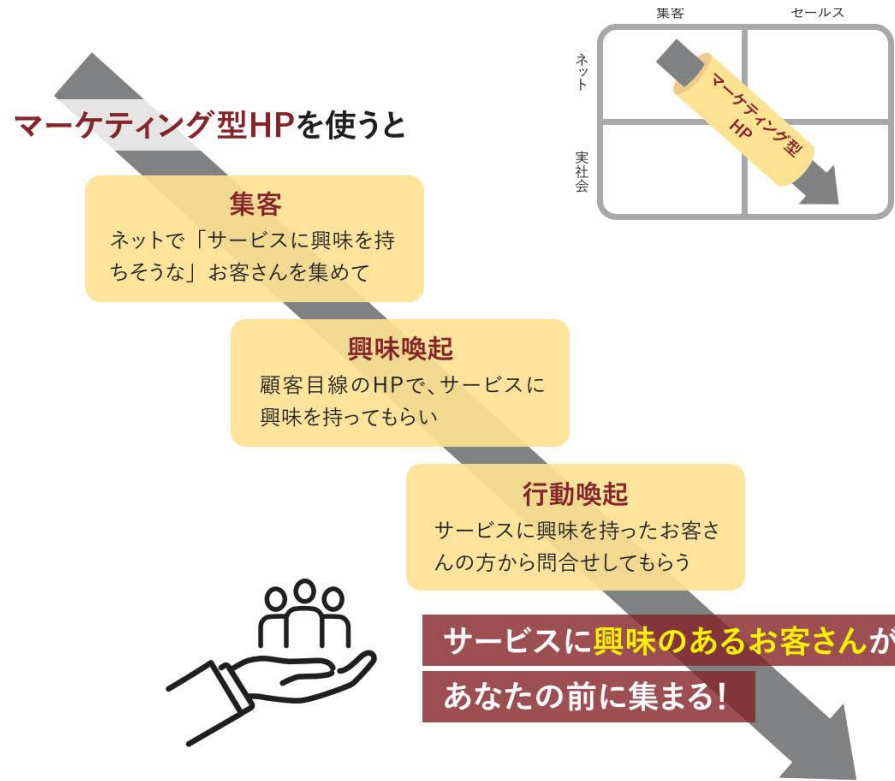 集客
セールス
ネット
実社会
マーケティング型
HP
マーケティング型HPを使うと
集客
ネットで「サービスに興味を持
ちそうな」お客さんを集めて
興味喚起
顧客目線のHPで、サービスに
興味を持ってもらい
行動喚起
サービスに興味を持ったお客さ
んの方から問合せしてもらう
サービスに興味のあるお客さんが
あなたの前に集まる！